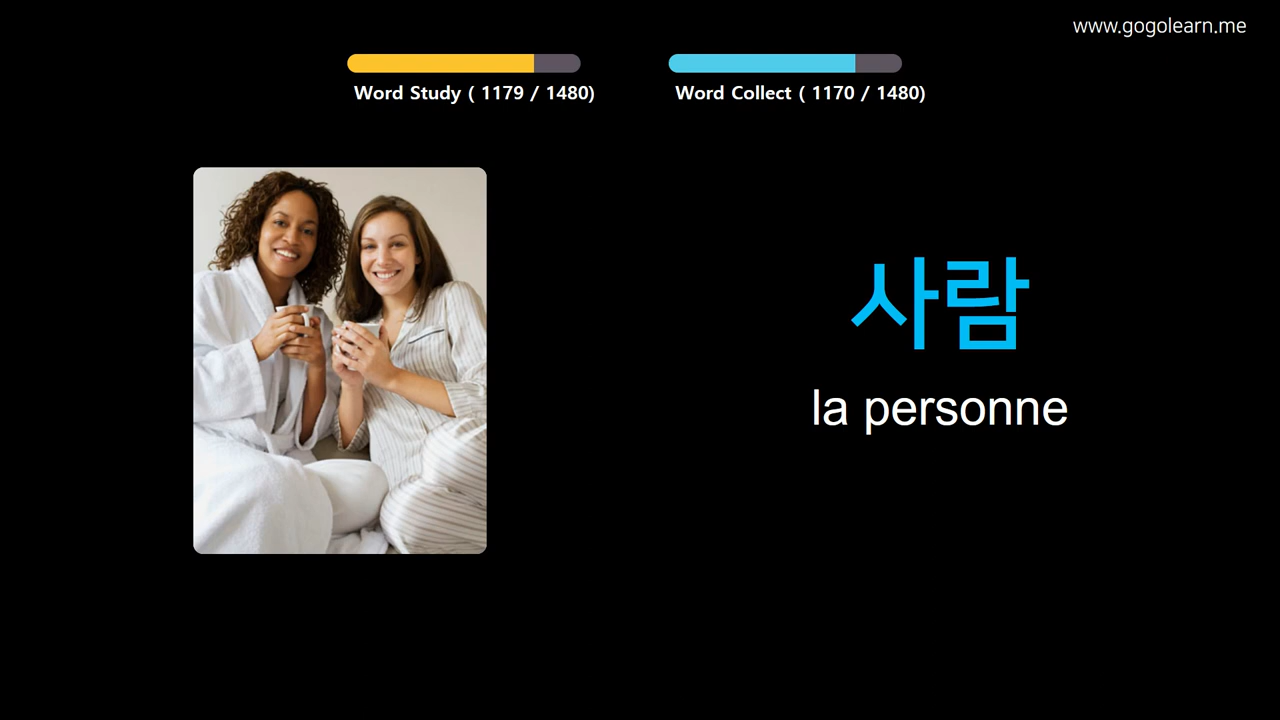 www.gogolearn.me
Word Study ( 1179 / 1480)
Word Collect ( 1170 / 1480)
사람
la personne